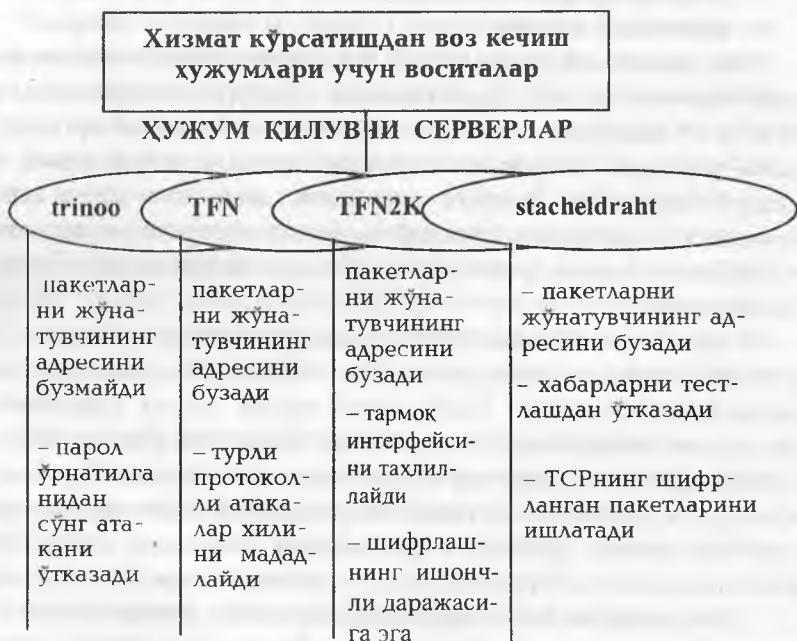 Хизмат кўрсатишдан воз кечиш
ҳужумлари учун воситалар
ҲУЖУМ ҚИЛУВЧИ СЕРВЕРЛАР
trinoo
TFN
TFN2K
stacheldraht
пакетлар-
ни жўна-
тувчининг
адресини
бузмайди
– парол
ўрнатилга
нидан
сўнг ата-
кани
ўтказади
пакетлар-
ни жўна-
тувчининг
адресини
бузади
– турли
протокол-
ли атака-
лар хили-
ни мадад-
лайди
пакетлар-
ни жўна-
тувчининг
адресини
бузади
– тармоқ
интерфейси-
ни таҳлил-
лайди
– шифрлаш-
нинг ишонч-
ли даражаси-
га эга
– пакетларни
жўнатувчининг ад-
ресини бузади
– хабарларни тест-
лашдан ўтказади
– TCPнинг шифр-
ланган пакетларини
ишлатади